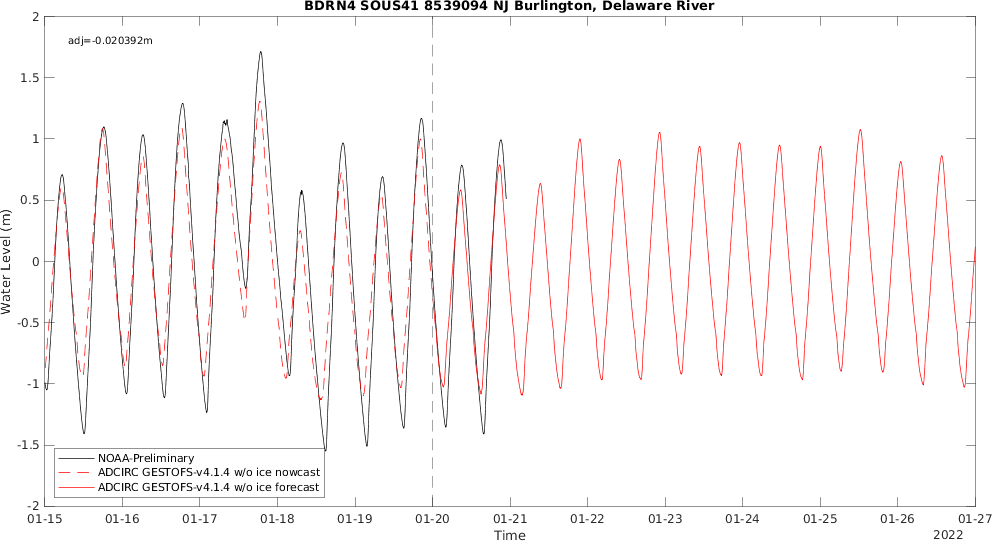 BDRN4 SOUS41 8539094 NJ Burlington, Delaware River
adj=-0.020392m
2
1.5
1
0.5
0
-0.5
-1
-1.5
-2
Water Level (m)
NOAA-Preliminary
ADCIRC GESTOFS-v4.1.4 w/o ice nowcast
ADCIRC GESTOFS-v4.1.4 w/o ice forecast
01-15 01-16 01-17 01-18 01-19 01-20 01-21 01-22 01-23 01-24 01-25 01-26 01-27
Time
2022